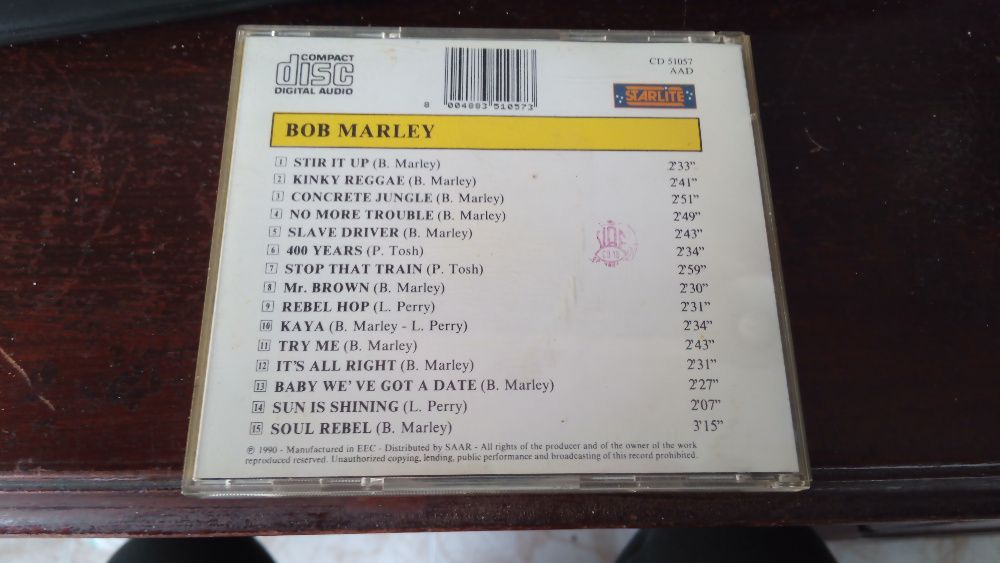 COMPACT
disc
DIGITAL AUDIO
8 004883 510573
CD 51057
AAD
STARLITE
BOB MARLEY
1 STIR IT UP (B. Marley) 2'33"
2 KINKY REGGAE (B. Marley) 2'41"
3 CONCRETE JUNGLE (B. Marley) 2'51"
4 NO MORE TROUBLE (B. Marley) 2'49"
5 SLAVE DRIVER (B. Marley) 2'43"
6 400 YEARS (P. Tosh) 2'34"
7 STOP THAT TRAIN (P. Tosh) 2'59"
8 Mr. BROWN (B. Marley) 2'30"
9 REBEL HOP (L. Perry) 2'31"
10 KAYA (B. Marley - L. Perry) 2'34"
11 TRY ME (B. Marley) 2'43"
12 IT'S ALL RIGHT (B. Marley) 2'31"
13 BABY WE'VE GOT A DATE (B. Marley) 2'27"
14 SUN IS SHINING (L. Perry) 2'07"
15 SOUL REBEL (B. Marley) 3'15"
℗ 1990 - Manufactured in EEC - Distributed by SAAR - All rights of the producer and of the owner of the work
reproduced reserved. Unauthorized copying, lending, public performance and broadcasting of this record prohibited.